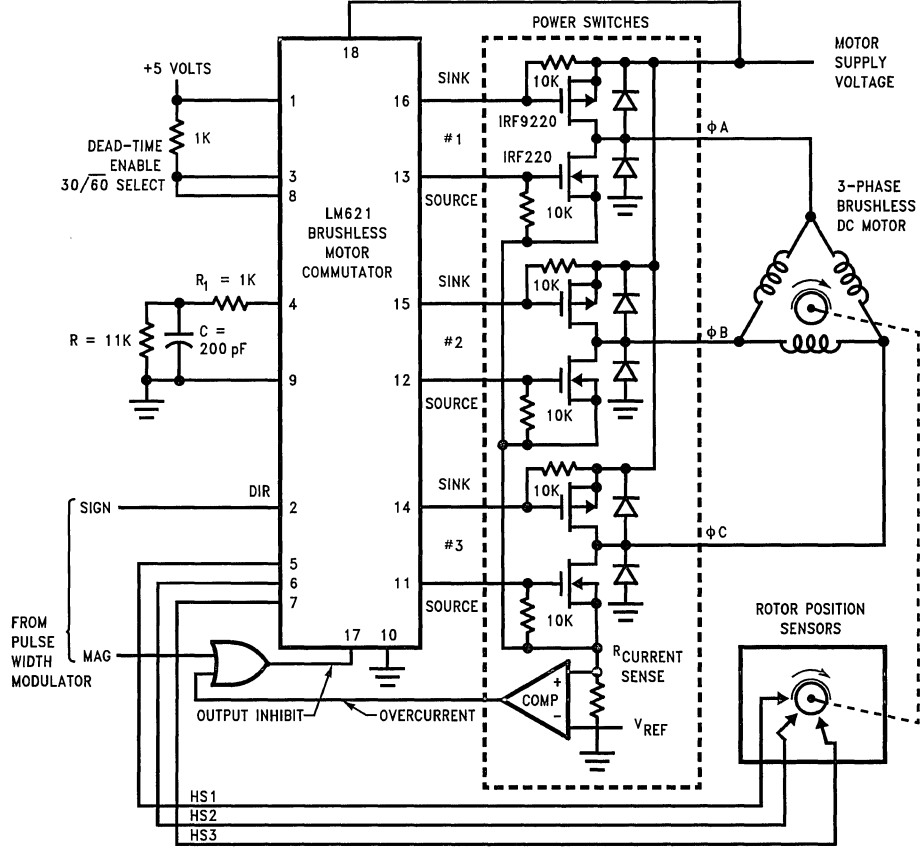 POWER SWITCHES
18
+5 VOLTS
MOTOR
SUPPLY
VOLTAGE
SINK
10K
1
16
IRF9220
1K
#1
ϕA
DEAD-TIME
ENABLE
30/60 SELECT
IRF220
3
13
8
SOURCE
10K
3-PHASE
BRUSHLESS
DC MOTOR
LM621
BRUSHLESS
MOTOR
COMMUTATOR
SINK
10K
R1 = 1K
4
15
R = 11K
C =
200 pF
#2
ϕB
9
12
SOURCE
10K
DIR
SINK
10K
SIGN
2
14
#3
ϕC
5
6
11
7
SOURCE
10K
ROTOR POSITION
SENSORS
FROM
PULSE
WIDTH
MODULATOR
MAG
17
10
RCURRENT
SENSE
+
COMP
−
OUTPUT INHIBIT
OVERCURRENT
VREF
HS1
HS2
HS3